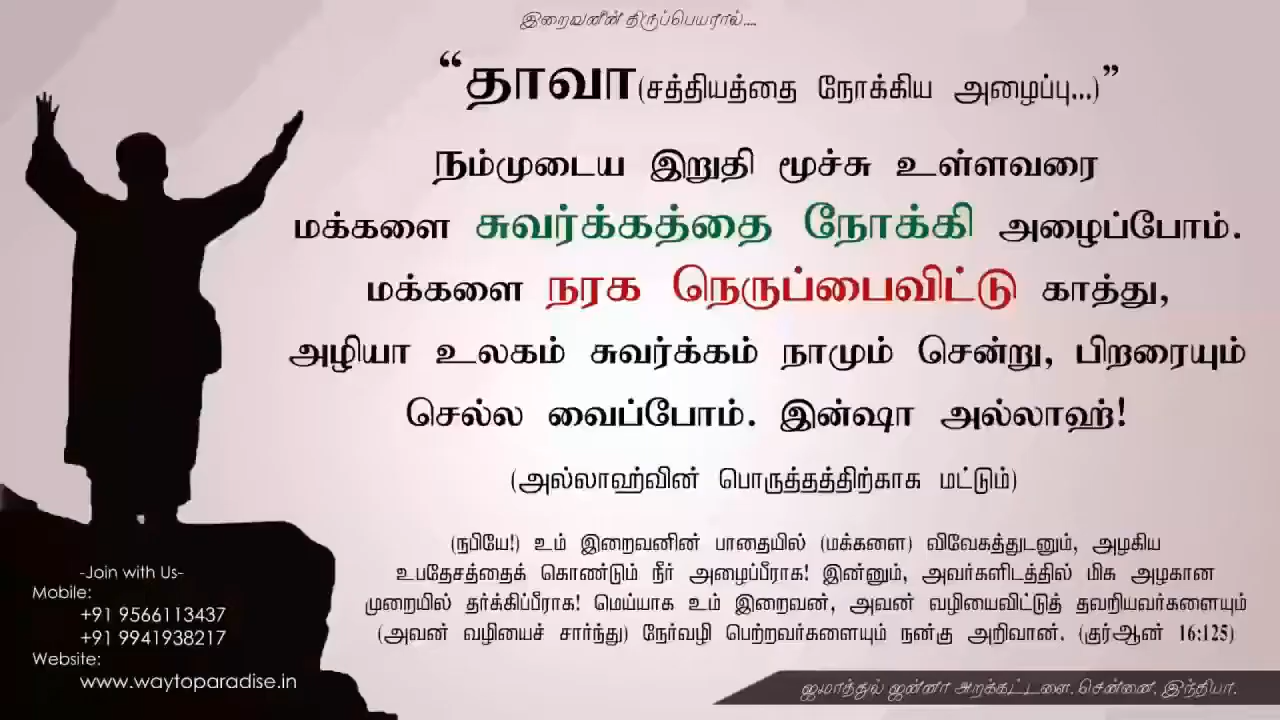 இறைவனின் திருப்பெயரால்....
“தாவா(சத்தியத்தை நோக்கிய அழைப்பு...)”
நம்முடைய இறுதி மூச்சு உள்ளவரை
மக்களை சுவர்க்கத்தை நோக்கி அழைப்போம்.
மக்களை நரக நெருப்பைவிட்டு காத்து,
அழியா உலகம் சுவர்க்கம் நாமும் சென்று, பிறரையும்
செல்ல வைப்போம். இன்ஷா அல்லாஹ்!
(அல்லாஹ்வின் பொருத்தத்திற்காக மட்டும்)
(நபியே!) உம் இறைவனின் பாதையில் (மக்களை) விவேகத்துடனும், அழகிய
உபதேசத்தைக் கொண்டும் நீர் அழைப்பீராக! இன்னும், அவர்களிடத்தில் மிக அழகான
முறையில் தர்க்கிப்பீராக! மெய்யாக உம் இறைவன், அவன் வழியைவிட்டுத் தவறியவர்களையும்
(அவன் வழியைச் சார்ந்து) நேர்வழி பெற்றவர்களையும் நன்கு அறிவான். (குர்ஆன் 16:125)
-Join with Us-
Mobile:
+91 9566113437
+91 9941938217
Website:
www.waytoparadise.in
ஜமாத்துல் ஜன்னா அறக்கட்டளை, சென்னை, இந்தியா.